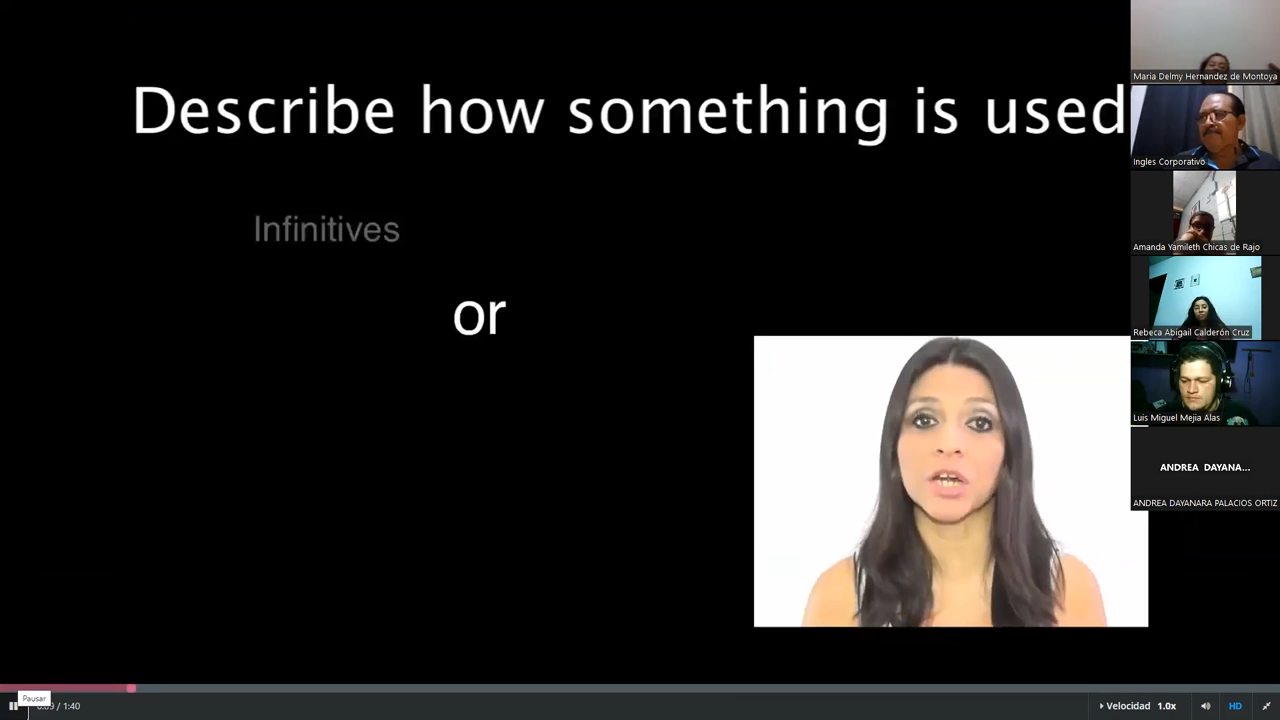 Describe how something is used
Infinitives
or
Maria Delmy Hernandez de Montoya
Ingles Corporativo
Amanda Yamileth Chicas de Rajo
Rebeca Abigail Calderón Cruz
Luis Miguel Mejia Alas
ANDREA DAYANA...
ANDREA DAYANARA PALACIOS ORTIZ
Pausar
/ 1:40
Velocidad 1.0x
HD